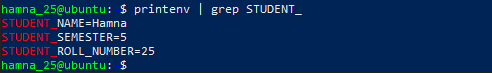 hamna_25@ubuntu: $ printenv | grep STUDENT_
STUDENT_NAME=Hamna
STUDENT_SEMESTER=5
STUDENT_ROLL_NUMBER=25
hamna_25@ubuntu: $